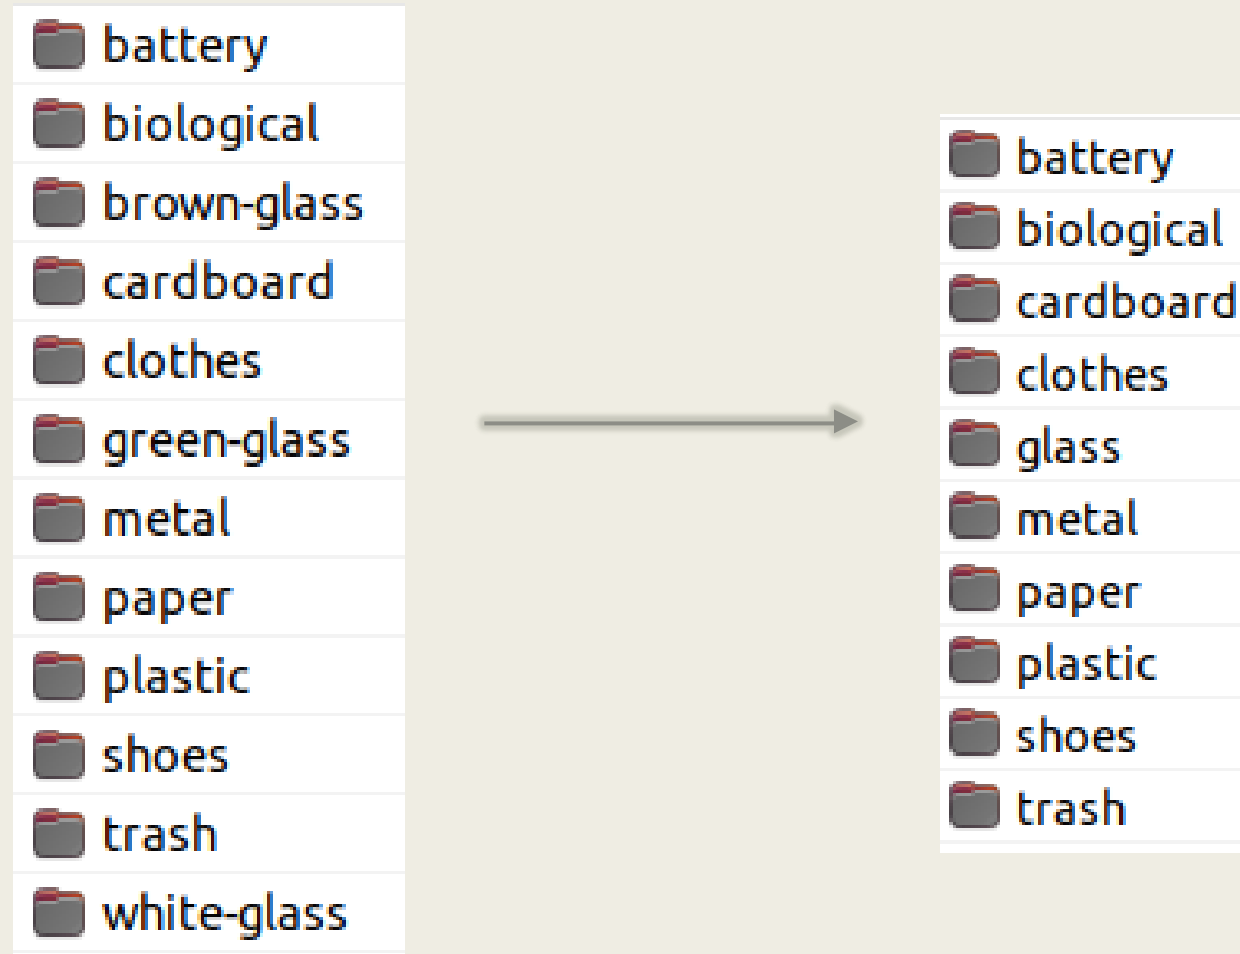 battery
biological
brown-glass
cardboard
clothes
green-glass
metal
paper
plastic
shoes
trash
white-glass
battery
biological
cardboard
clothes
glass
metal
paper
plastic
shoes
trash